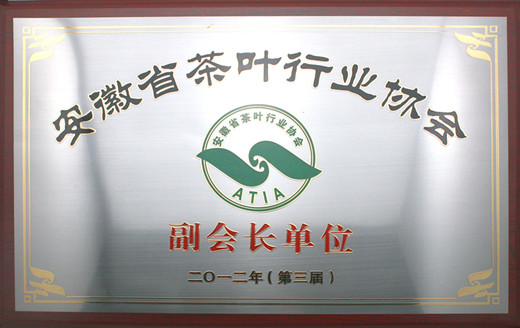 安徽省茶叶行业协会
安徽省茶叶行业协会
ATIA
副会长单位
二〇一二年(第三届)